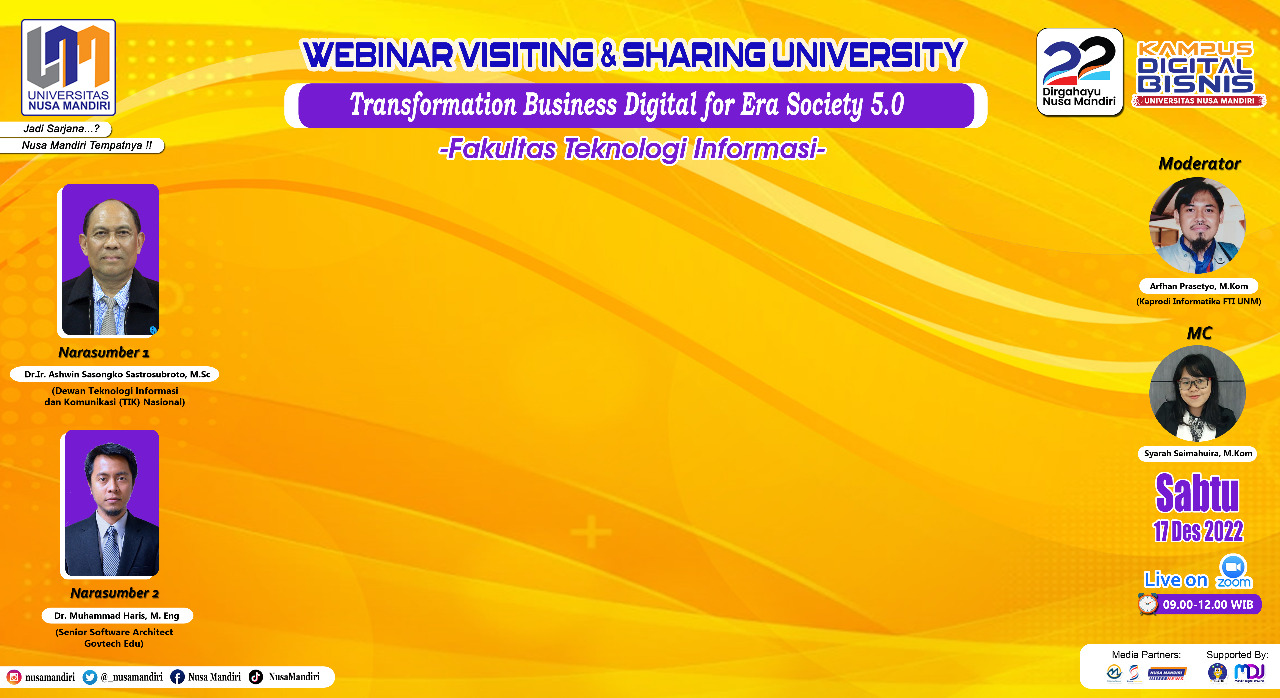 UNIVERSITAS
NUSA MANDIRI
Jadi Sarjana...?
Nusa Mandiri Tempatnya !!
WEBINAR VISITING & SHARING UNIVERSITY
Transformation Business Digital for Era Society 5.0
-Fakultas Teknologi Informasi-
22
Dirgahayu
Nusa Mandiri
KAMPUS
DIGITAL
BISNIS
UNIVERSITAS NUSA MANDIRI
Narasumber 1
Dr.Ir. Ashwin Sasongko Sastrosubroto, M.Sc
(Dewan Teknologi Informasi
dan Komunikasi (TIK) Nasional)
Narasumber 2
Dr. Muhammad Haris, M. Eng
(Senior Software Architect
Govtech Edu)
Moderator
Arfhan Prasetyo, M.Kom
(Kaprodi Informatika FTI UNM)
MC
Syarah Seimahuira, M.Kom
Sabtu
17 Des 2022
Live on zoom
09.00-12.00 WIB
nusamandiri @_nusamandiri Nusa Mandiri NusaMandiri
Media Partners:
NUSA MANDIRI
Supported By:
MDJ